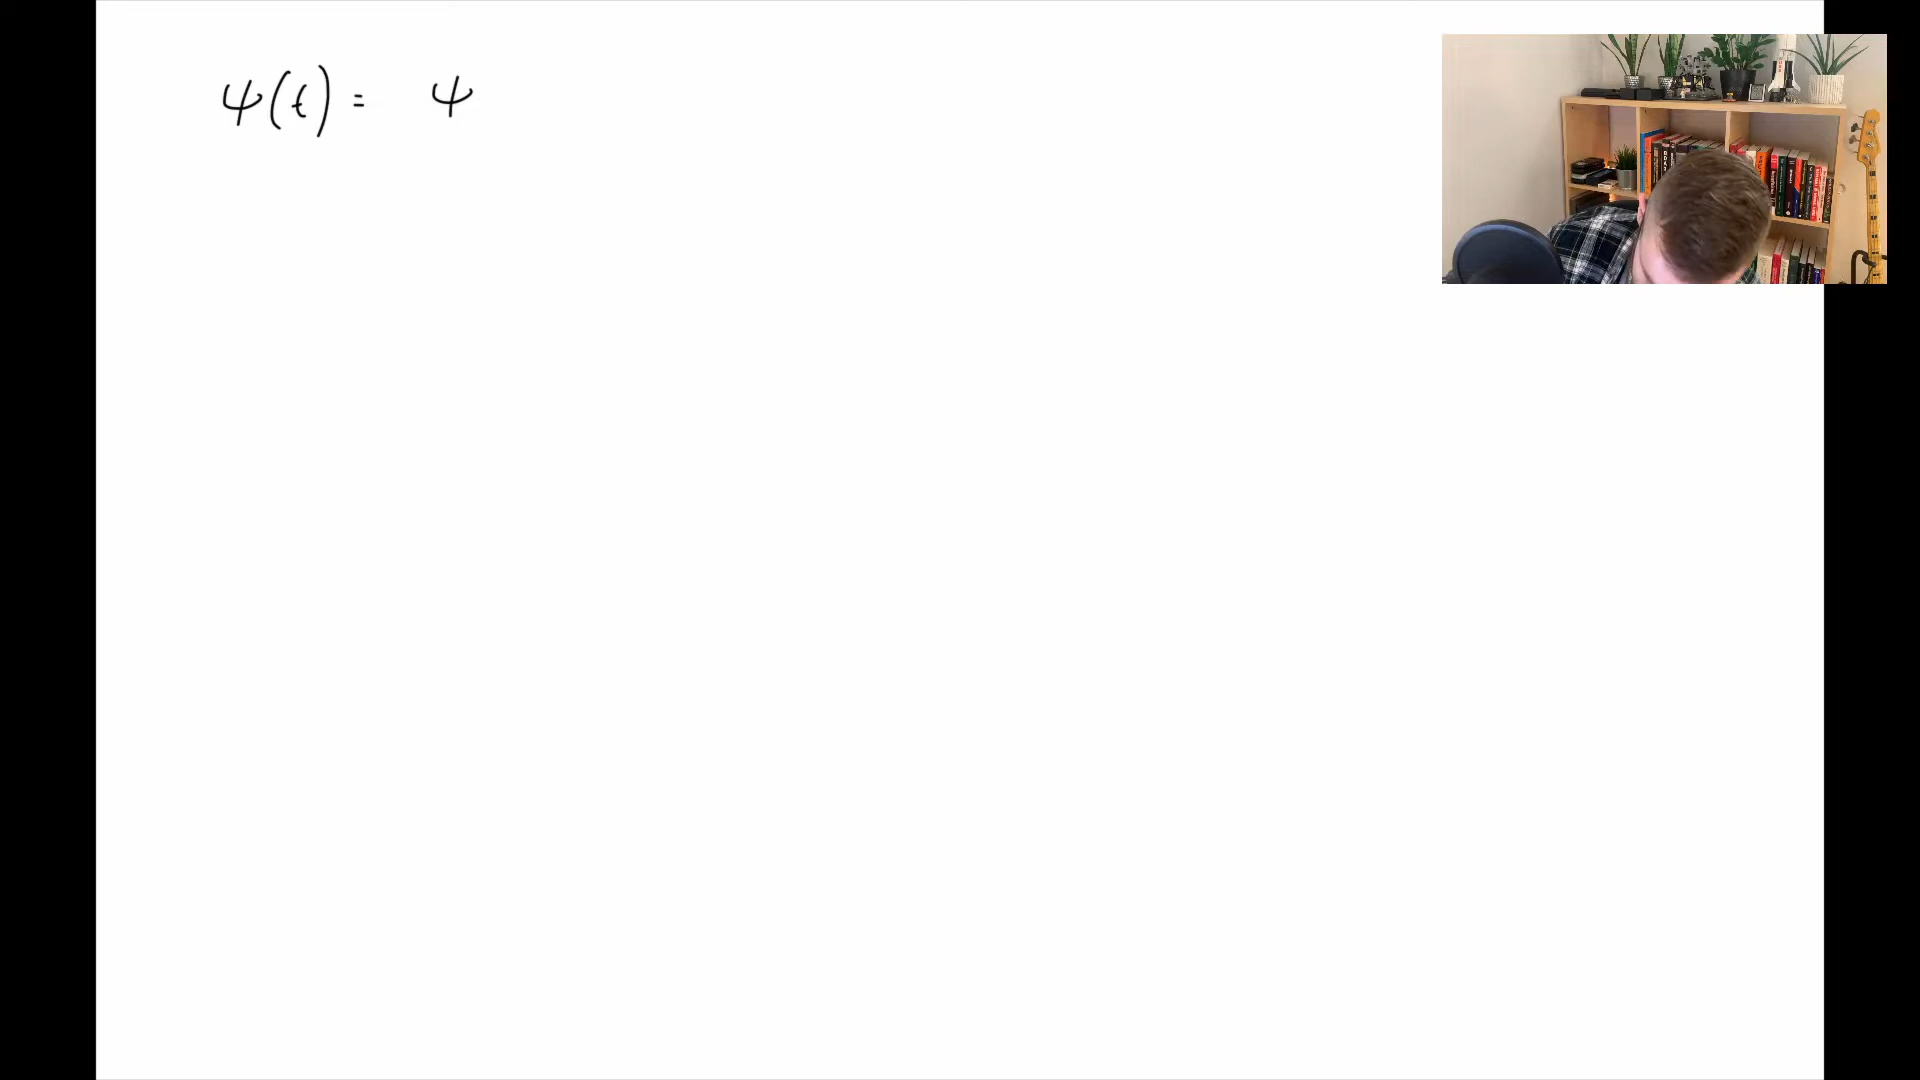 ψ(t) = ψ